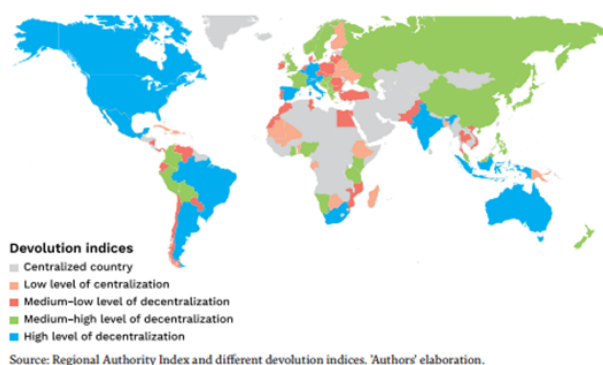 Devolution indices
Centralized country
Low level of centralization
Medium–low level of decentralization
Medium–high level of decentralization
High level of decentralization
Source: Regional Authority Index and different devolution indices. 'Authors' elaboration.